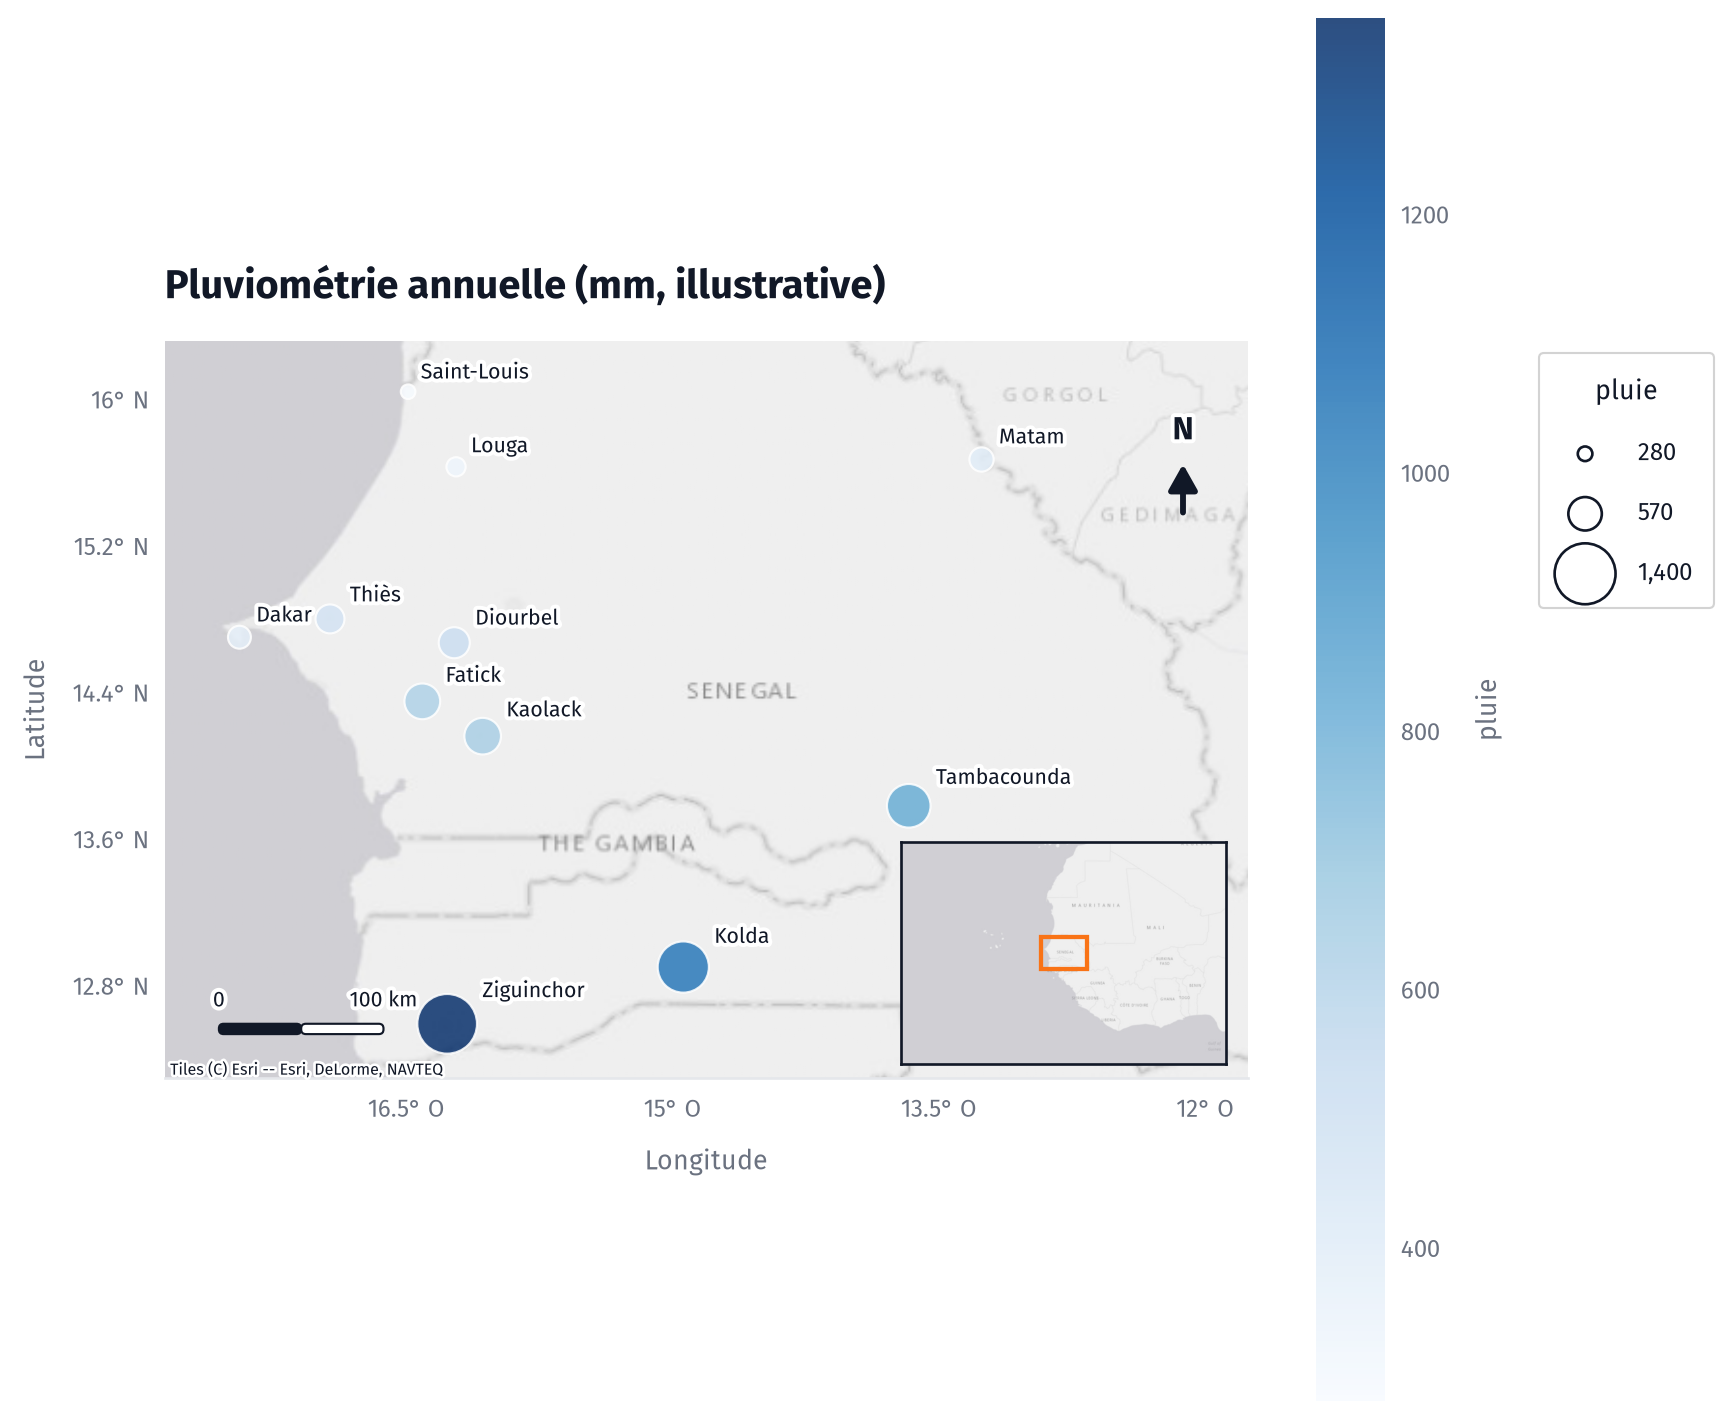 Pluviométrie annuelle (mm, illustrative)
Latitude
16° N
15.2° N
14.4° N
13.6° N
12.8° N
Saint-Louis
Louga
Matam
GORGOL
N
GEDIMAGA
Thiès
Dakar
Diourbel
Fatick
Kaolack
SENEGAL
Tambacounda
THE GAMBIA
Kolda
Ziguinchor
0 100 km
Tiles (C) Esri -- Esri, DeLorme, NAVTEQ
MAURITANIA
MALI
16.5° O
15° O
13.5° O
12° O
Longitude
1200
1000
800
600
400
pluie
pluie
280
570
1,400